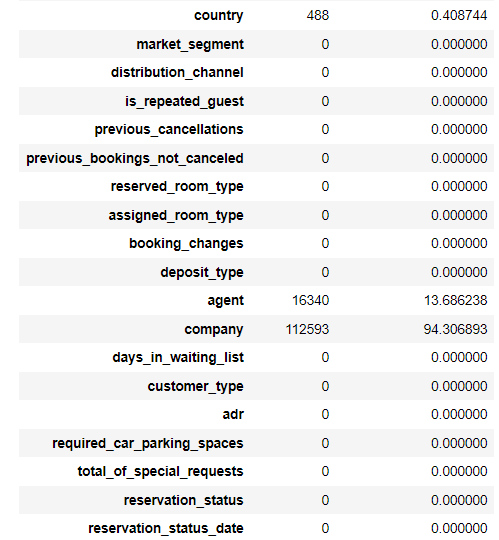 country 488 0.408744
market_segment 0 0.000000
distribution_channel 0 0.000000
is_repeated_guest 0 0.000000
previous_cancellations 0 0.000000
previous_bookings_not_canceled 0 0.000000
reserved_room_type 0 0.000000
assigned_room_type 0 0.000000
booking_changes 0 0.000000
deposit_type 0 0.000000
agent 16340 13.686238
company 112593 94.306893
days_in_waiting_list 0 0.000000
customer_type 0 0.000000
adr 0 0.000000
required_car_parking_spaces 0 0.000000
total_of_special_requests 0 0.000000
reservation_status 0 0.000000
reservation_status_date 0 0.000000